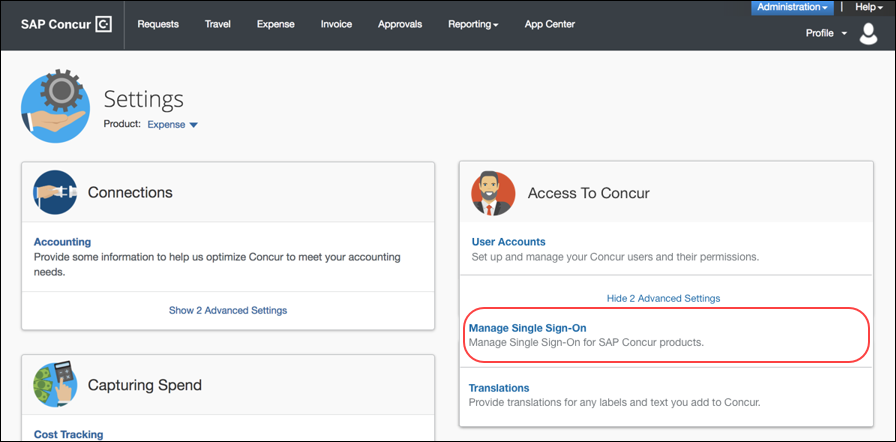 Administration | Help
SAP Concur C Requests Travel Expense Invoice Approvals Reporting App Center
Profile
Settings
Product: Expense
Connections
Accounting
Provide some information to help us optimize Concur to meet your accounting
needs.
Show 2 Advanced Settings
Capturing Spend
Cost Tracking
Access To Concur
User Accounts
Set up and manage your Concur users and their permissions.
Hide 2 Advanced Settings
Manage Single Sign-On
Manage Single Sign-On for SAP Concur products.
Translations
Provide translations for any labels and text you add to Concur.